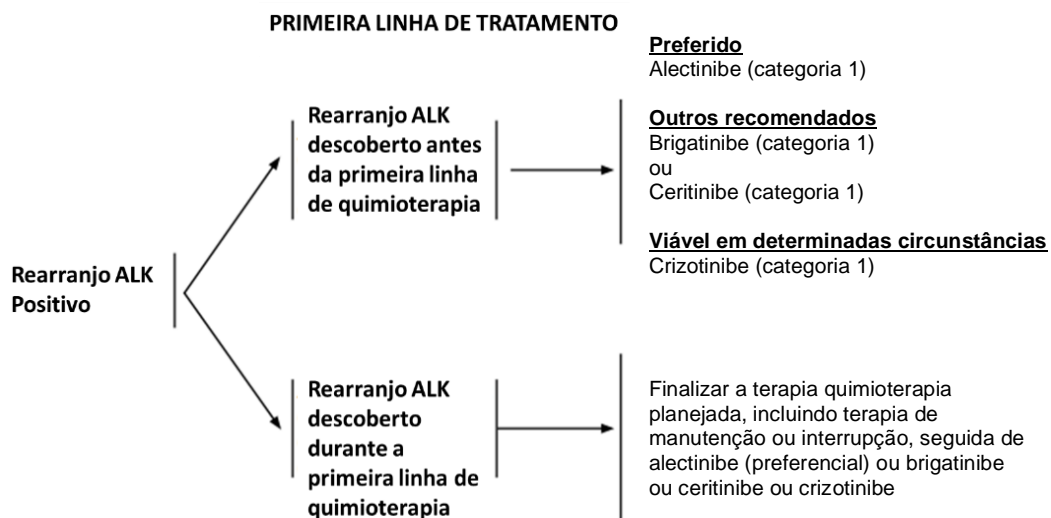 PRIMEIRA LINHA DE TRATAMENTO
Rearranjo ALK
Positivo
Rearranjo ALK
descoberto antes
da primeira linha
de quimioterapia
Preferido
Alectinibe (categoria 1)
Outros recomendados
Brigatinibe (categoria 1)
ou
Ceritinibe (categoria 1)
Viável em determinadas circunstâncias
Crizotinibe (categoria 1)
Rearranjo ALK
descoberto
durante a
primeira linha de
quimioterapia
Finalizar a terapia quimioterapia
planejada, incluindo terapia de
manutenção ou interrupção, seguida de
alectinibe (preferencial) ou brigatinibe
ou ceritinibe ou crizotinibe